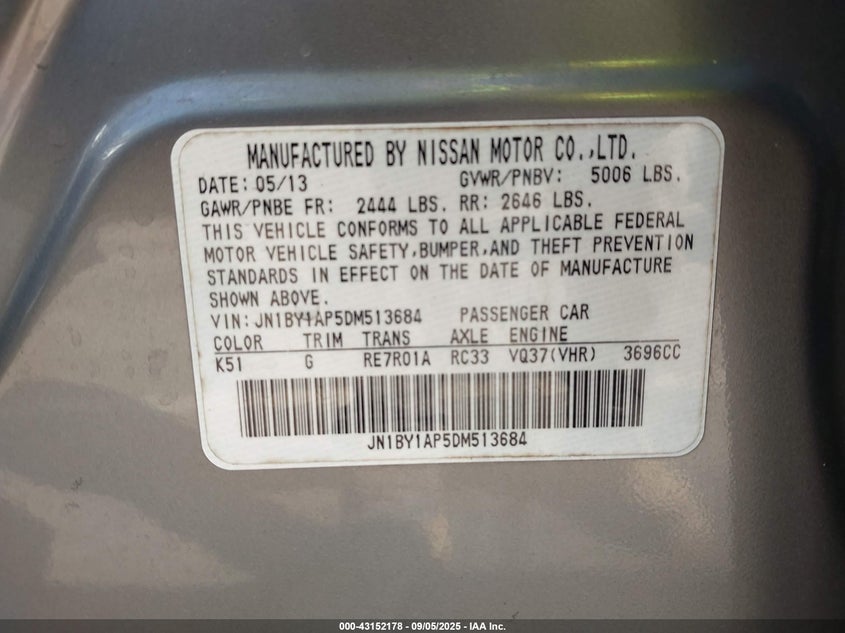 MANUFACTURED BY NISSAN MOTOR CO.,LTD.
DATE: 05/13 GVWR/PNBV: 5006 LBS.
GAWR/PNBE FR: 2444 LBS. RR: 2646 LBS.
THIS VEHICLE CONFORMS TO ALL APPLICABLE FEDERAL
MOTOR VEHICLE SAFETY,BUMPER,AND THEFT PREVENTION
STANDARDS IN EFFECT ON THE DATE OF MANUFACTURE
SHOWN ABOVE.
VIN: JN1BY1AP5DM513684 PASSENGER CAR
COLOR TRIM TRANS AXLE ENGINE
K51 G RE7R01A RC33 VQ37(VHR) 3696CC
JN1BY1AP5DM513684
000-43152178 - 09/05/2025 - IAA Inc.